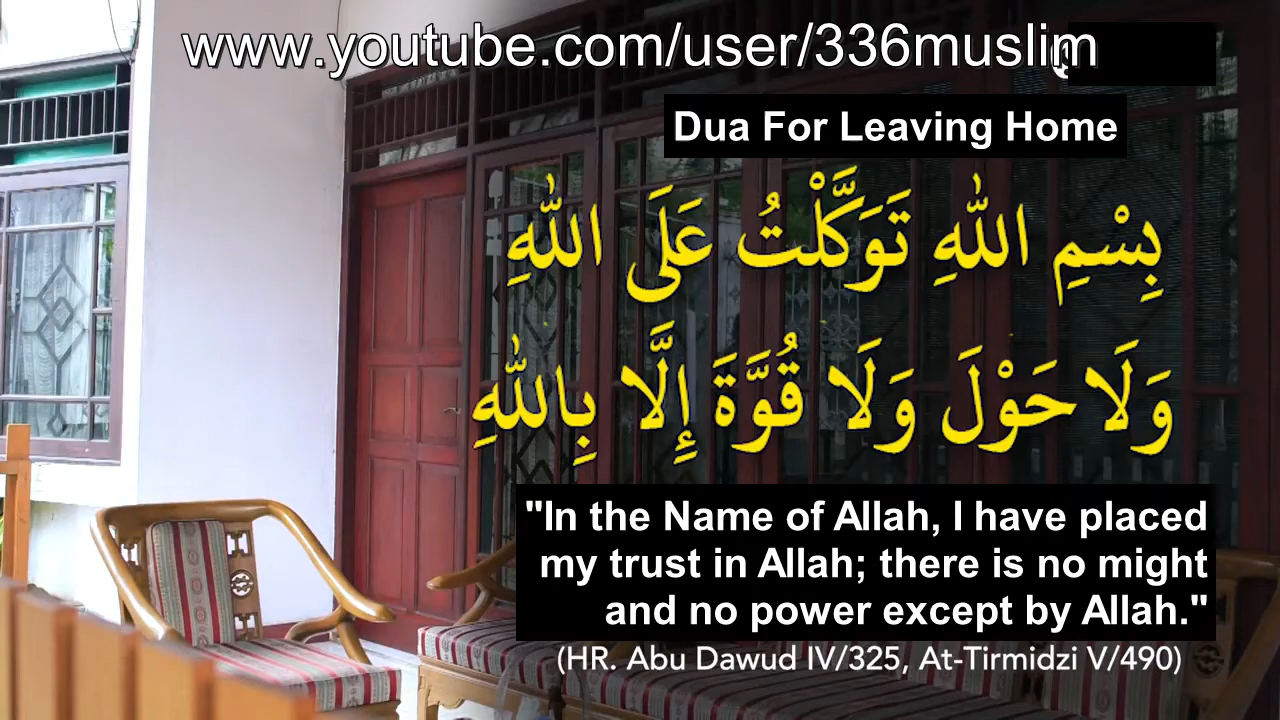 www.youtube.com/user/336muslim
Dua For Leaving Home
بِسْمِ اللهِ تَوَكَّلْتُ عَلَى اللهِ
وَلَا حَوْلَ وَلَا قُوَّةَ إِلَّا بِاللهِ
"In the Name of Allah, I have placed
my trust in Allah; there is no might
and no power except by Allah."
(HR. Abu Dawud IV/325, At-Tirmidzi V/490)